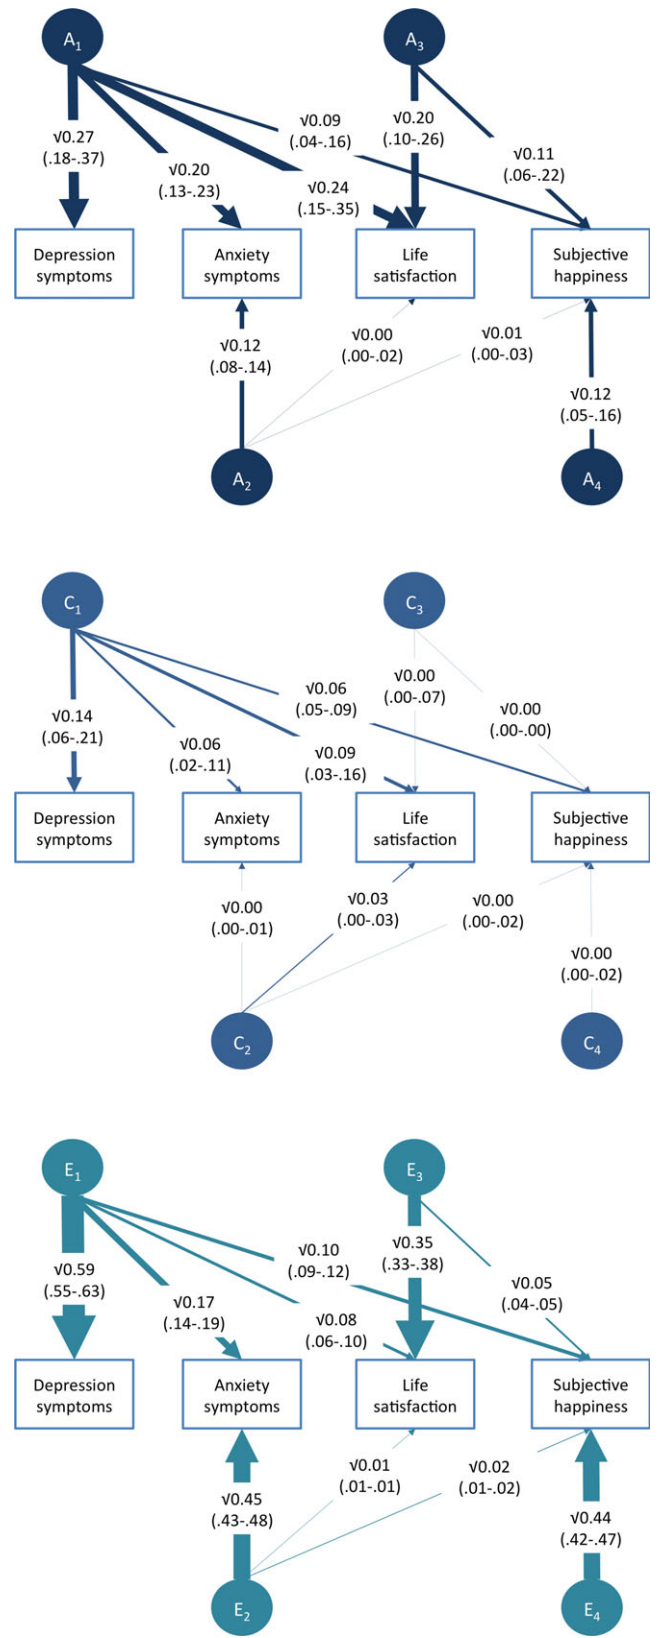 A1
A3
√0.27
(.18-.37)
√0.20
(.13-.23)
√0.24
(.15-.35)
√0.09
(.04-.16)
√0.20
(.10-.26)
√0.11
(.06-.22)
Depression
symptoms
Anxiety
symptoms
Life
satisfaction
Subjective
happiness
√0.12
(.08-.14)
√0.00
(.00-.02)
√0.01
(.00-.03)
√0.12
(.05-.16)
A2
A4
C1
C3
√0.14
(.06-.21)
√0.06
(.02-.11)
√0.09
(.03-.16)
√0.06
(.05-.09)
√0.00
(.00-.07)
√0.00
(.00-.00)
Depression
symptoms
Anxiety
symptoms
Life
satisfaction
Subjective
happiness
√0.00
(.00-.01)
√0.03
(.00-.03)
√0.00
(.00-.02)
√0.00
(.00-.02)
C2
C4
E1
E3
√0.59
(.55-.63)
√0.17
(.14-.19)
√0.08
(.06-.10)
√0.10
(.09-.12)
√0.35
(.33-.38)
√0.05
(.04-.05)
Depression
symptoms
Anxiety
symptoms
Life
satisfaction
Subjective
happiness
√0.45
(.43-.48)
√0.01
(.01-.01)
√0.02
(.01-.02)
√0.44
(.42-.47)
E2
E4